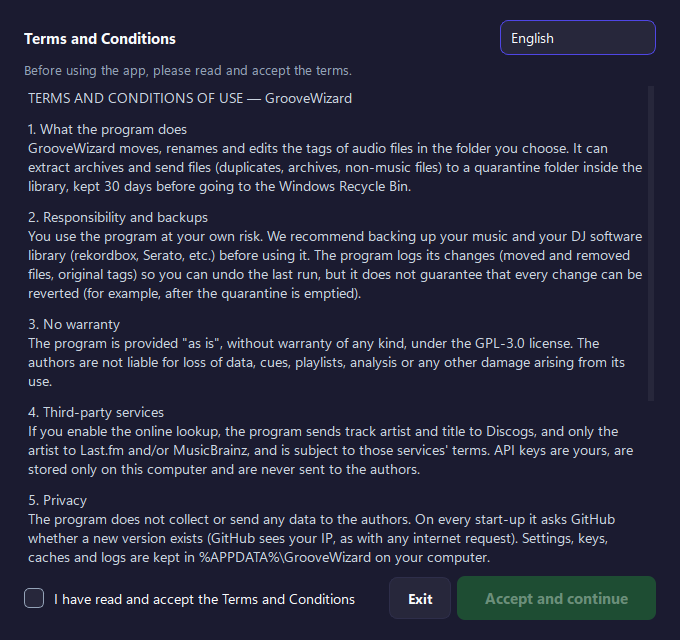 Terms and Conditions
English
Before using the app, please read and accept the terms.
TERMS AND CONDITIONS OF USE — GrooveWizard
1. What the program does
GrooveWizard moves, renames and edits the tags of audio files in the folder you choose. It can
extract archives and send files (duplicates, archives, non-music files) to a quarantine folder inside the
library, kept 30 days before going to the Windows Recycle Bin.
2. Responsibility and backups
You use the program at your own risk. We recommend backing up your music and your DJ software
library (rekordbox, Serato, etc.) before using it. The program logs its changes (moved and removed
files, original tags) so you can undo the last run, but it does not guarantee that every change can be
reverted (for example, after the quarantine is emptied).
3. No warranty
The program is provided "as is", without warranty of any kind, under the GPL-3.0 license. The
authors are not liable for loss of data, cues, playlists, analysis or any other damage arising from its
use.
4. Third-party services
If you enable the online lookup, the program sends track artist and title to Discogs, and only the
artist to Last.fm and/or MusicBrainz, and is subject to those services' terms. API keys are yours, are
stored only on this computer and are never sent to the authors.
5. Privacy
The program does not collect or send any data to the authors. On every start-up it asks GitHub
whether a new version exists (GitHub sees your IP, as with any internet request). Settings, keys,
caches and logs are kept in %APPDATA%\GrooveWizard on your computer.
I have read and accept the Terms and Conditions
Exit
Accept and continue